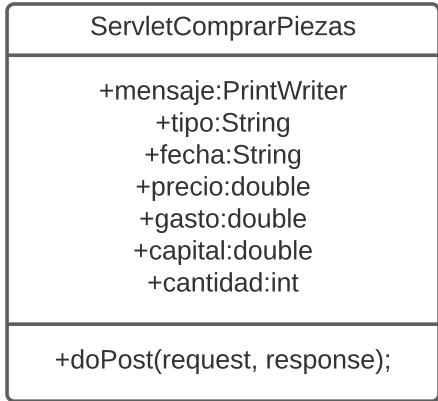 ServletComprarPiezas
+mensaje:PrintWriter
+tipo:String
+fecha:String
+precio:double
+gasto:double
+capital:double
+cantidad:int
+doPost(request, response);